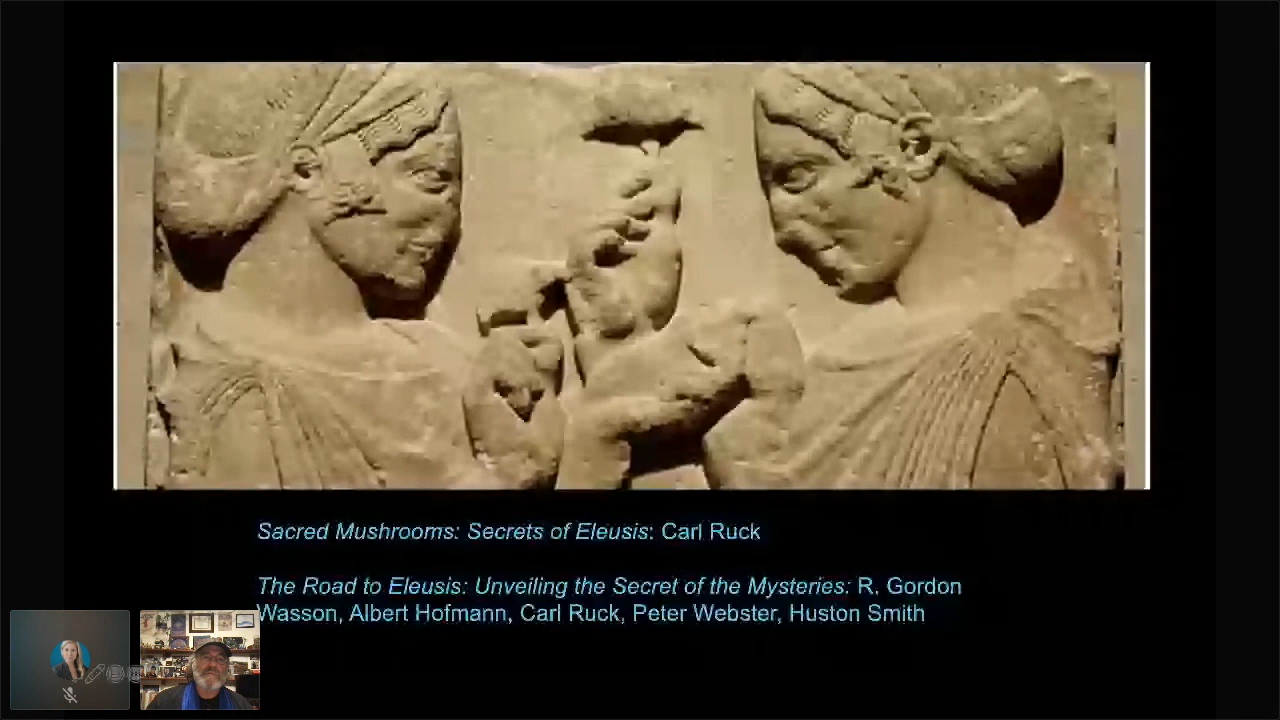 Sacred Mushrooms: Secrets of Eleusis: Carl Ruck
The Road to Eleusis: Unveiling the Secret of the Mysteries: R. Gordon
Wasson, Albert Hofmann, Carl Ruck, Peter Webster, Huston Smith